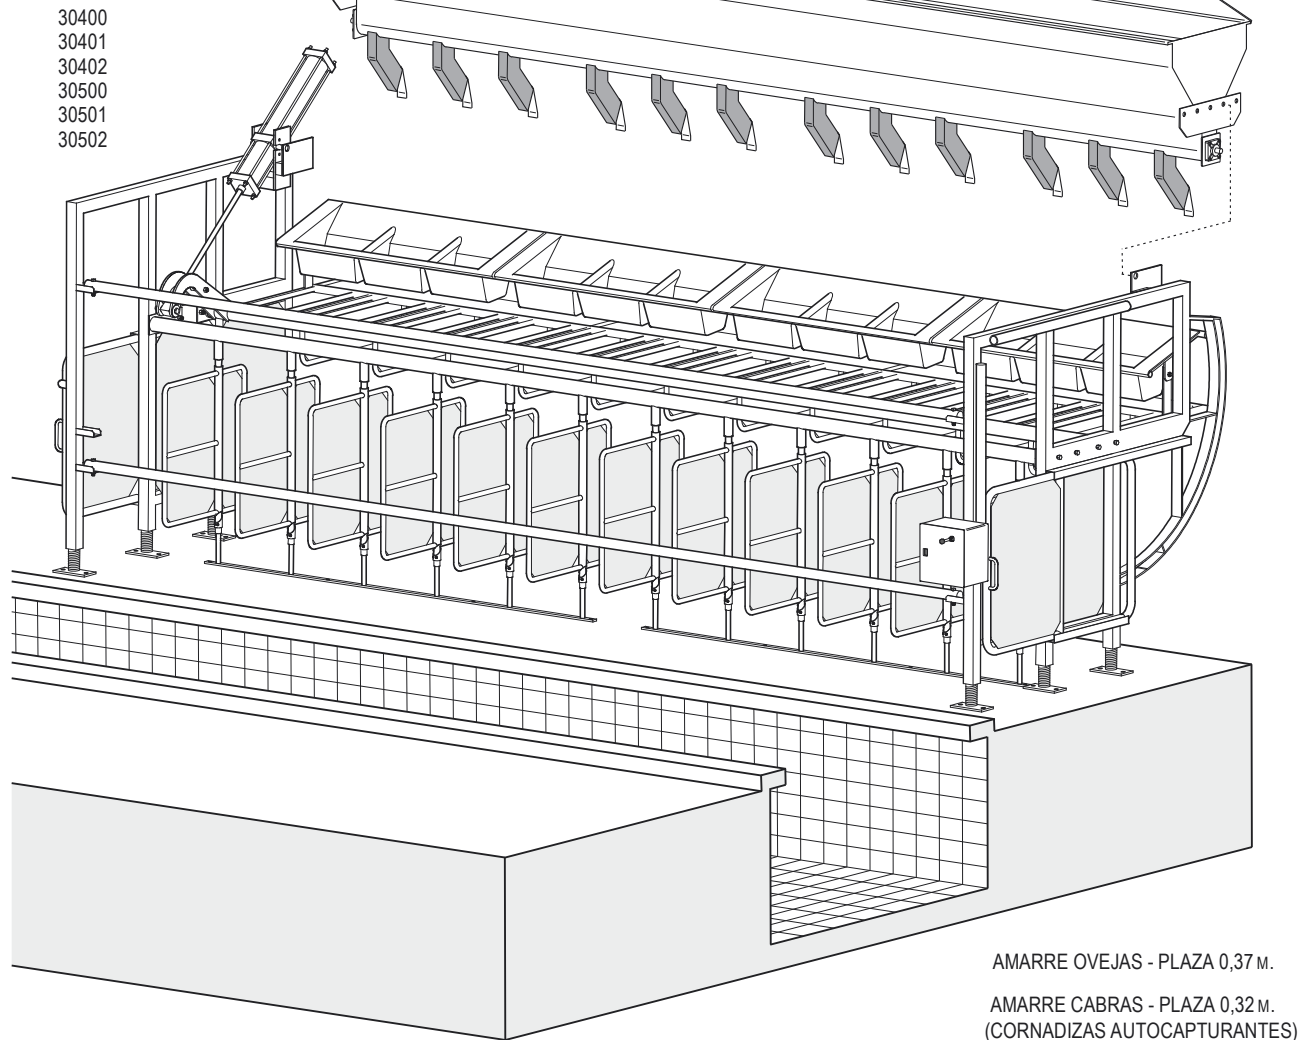 30400
30401
30402
30500
30501
30502
AMARRE OVEJAS - PLAZA 0,37 M.
AMARRE CABRAS - PLAZA 0,32 M.
(CORNADIZAS AUTOCAPTURANTES)